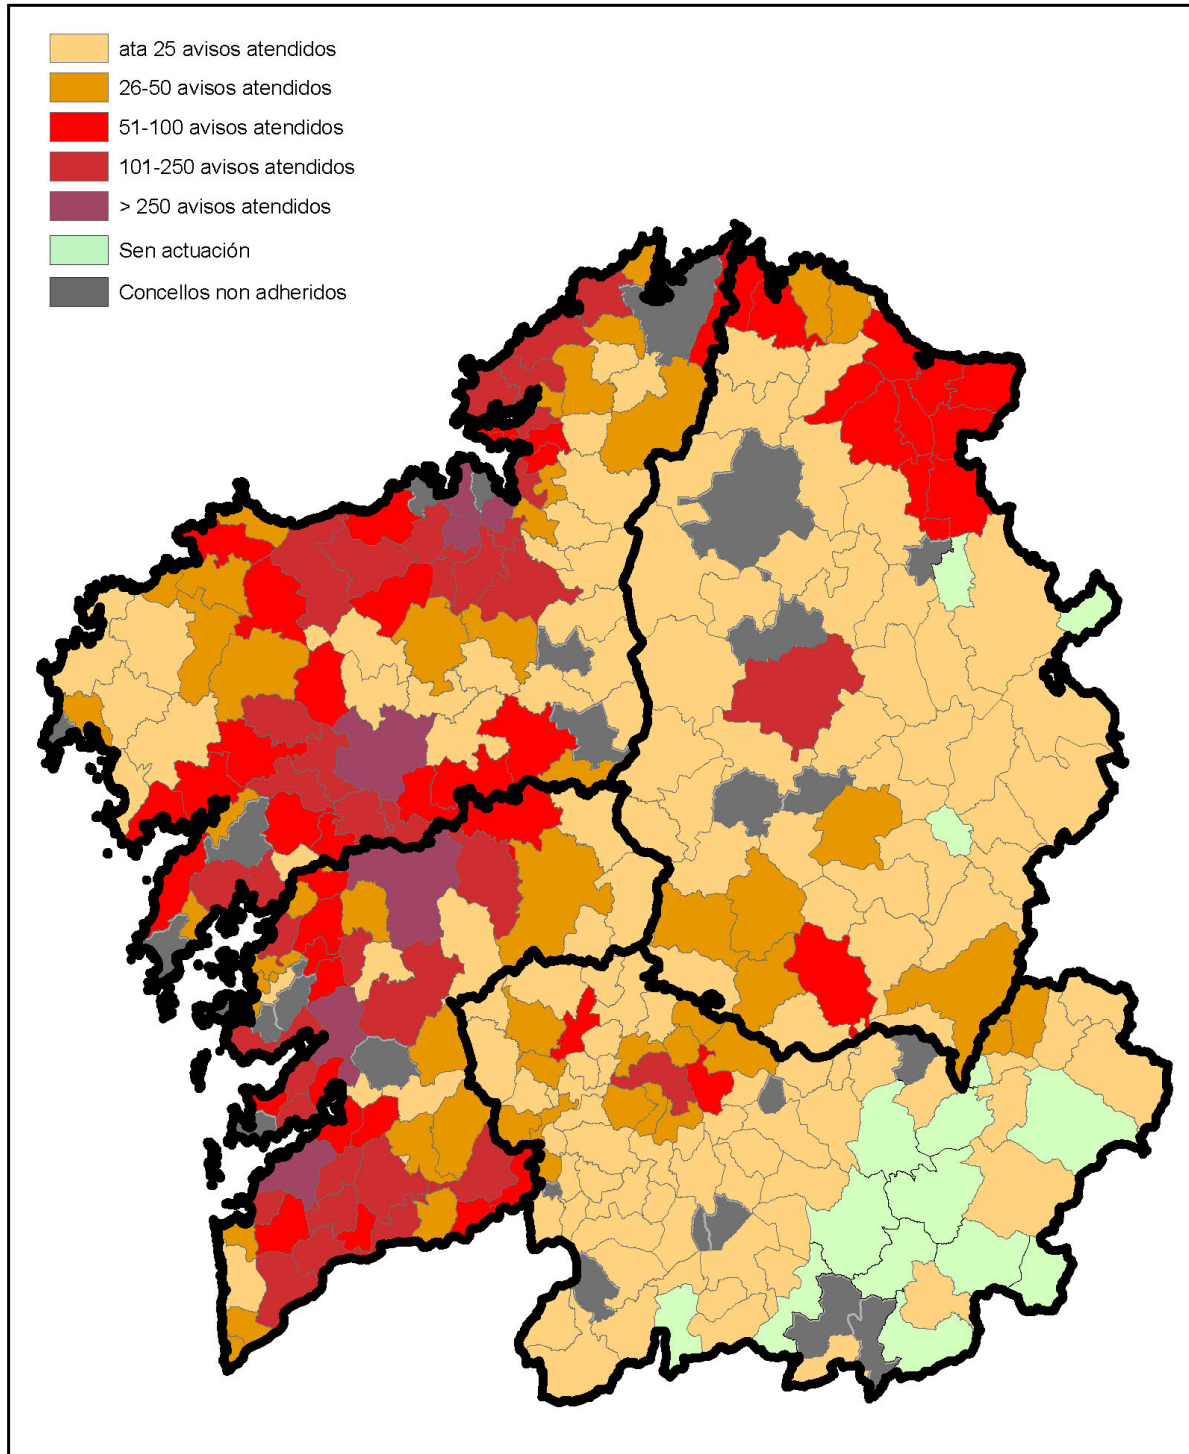 ata 25 avisos atendidos
26-50 avisos atendidos
51-100 avisos atendidos
101-250 avisos atendidos
> 250 avisos atendidos
Sen actuación
Concellos non adheridos